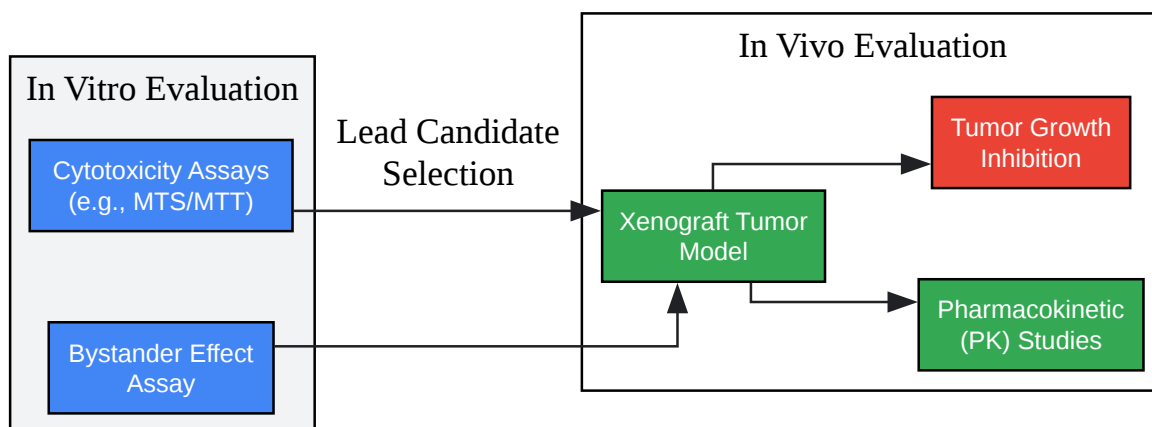 In Vitro Evaluation
Cytotoxicity Assays
(e.g., MTS/MTT)
Bystander Effect
Assay
Lead Candidate
Selection
In Vivo Evaluation
Xenograft Tumor
Model
Tumor Growth
Inhibition
Pharmacokinetic
(PK) Studies